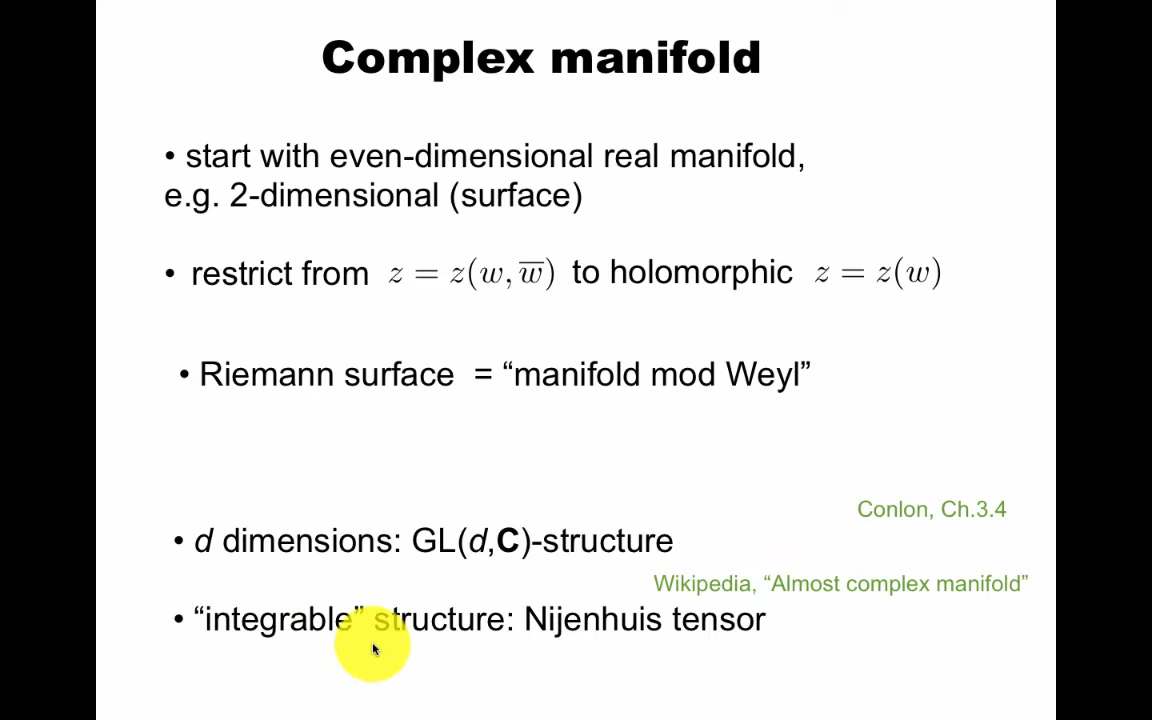 Complex manifold
• start with even-dimensional real manifold,
e.g. 2-dimensional (surface)
• restrict from z = z(w, w̅) to holomorphic z = z(w)
• Riemann surface = “manifold mod Weyl”
Conlon, Ch.3.4
• d dimensions: GL(d,C)-structure
Wikipedia, “Almost complex manifold”
• “integrable” structure: Nijenhuis tensor